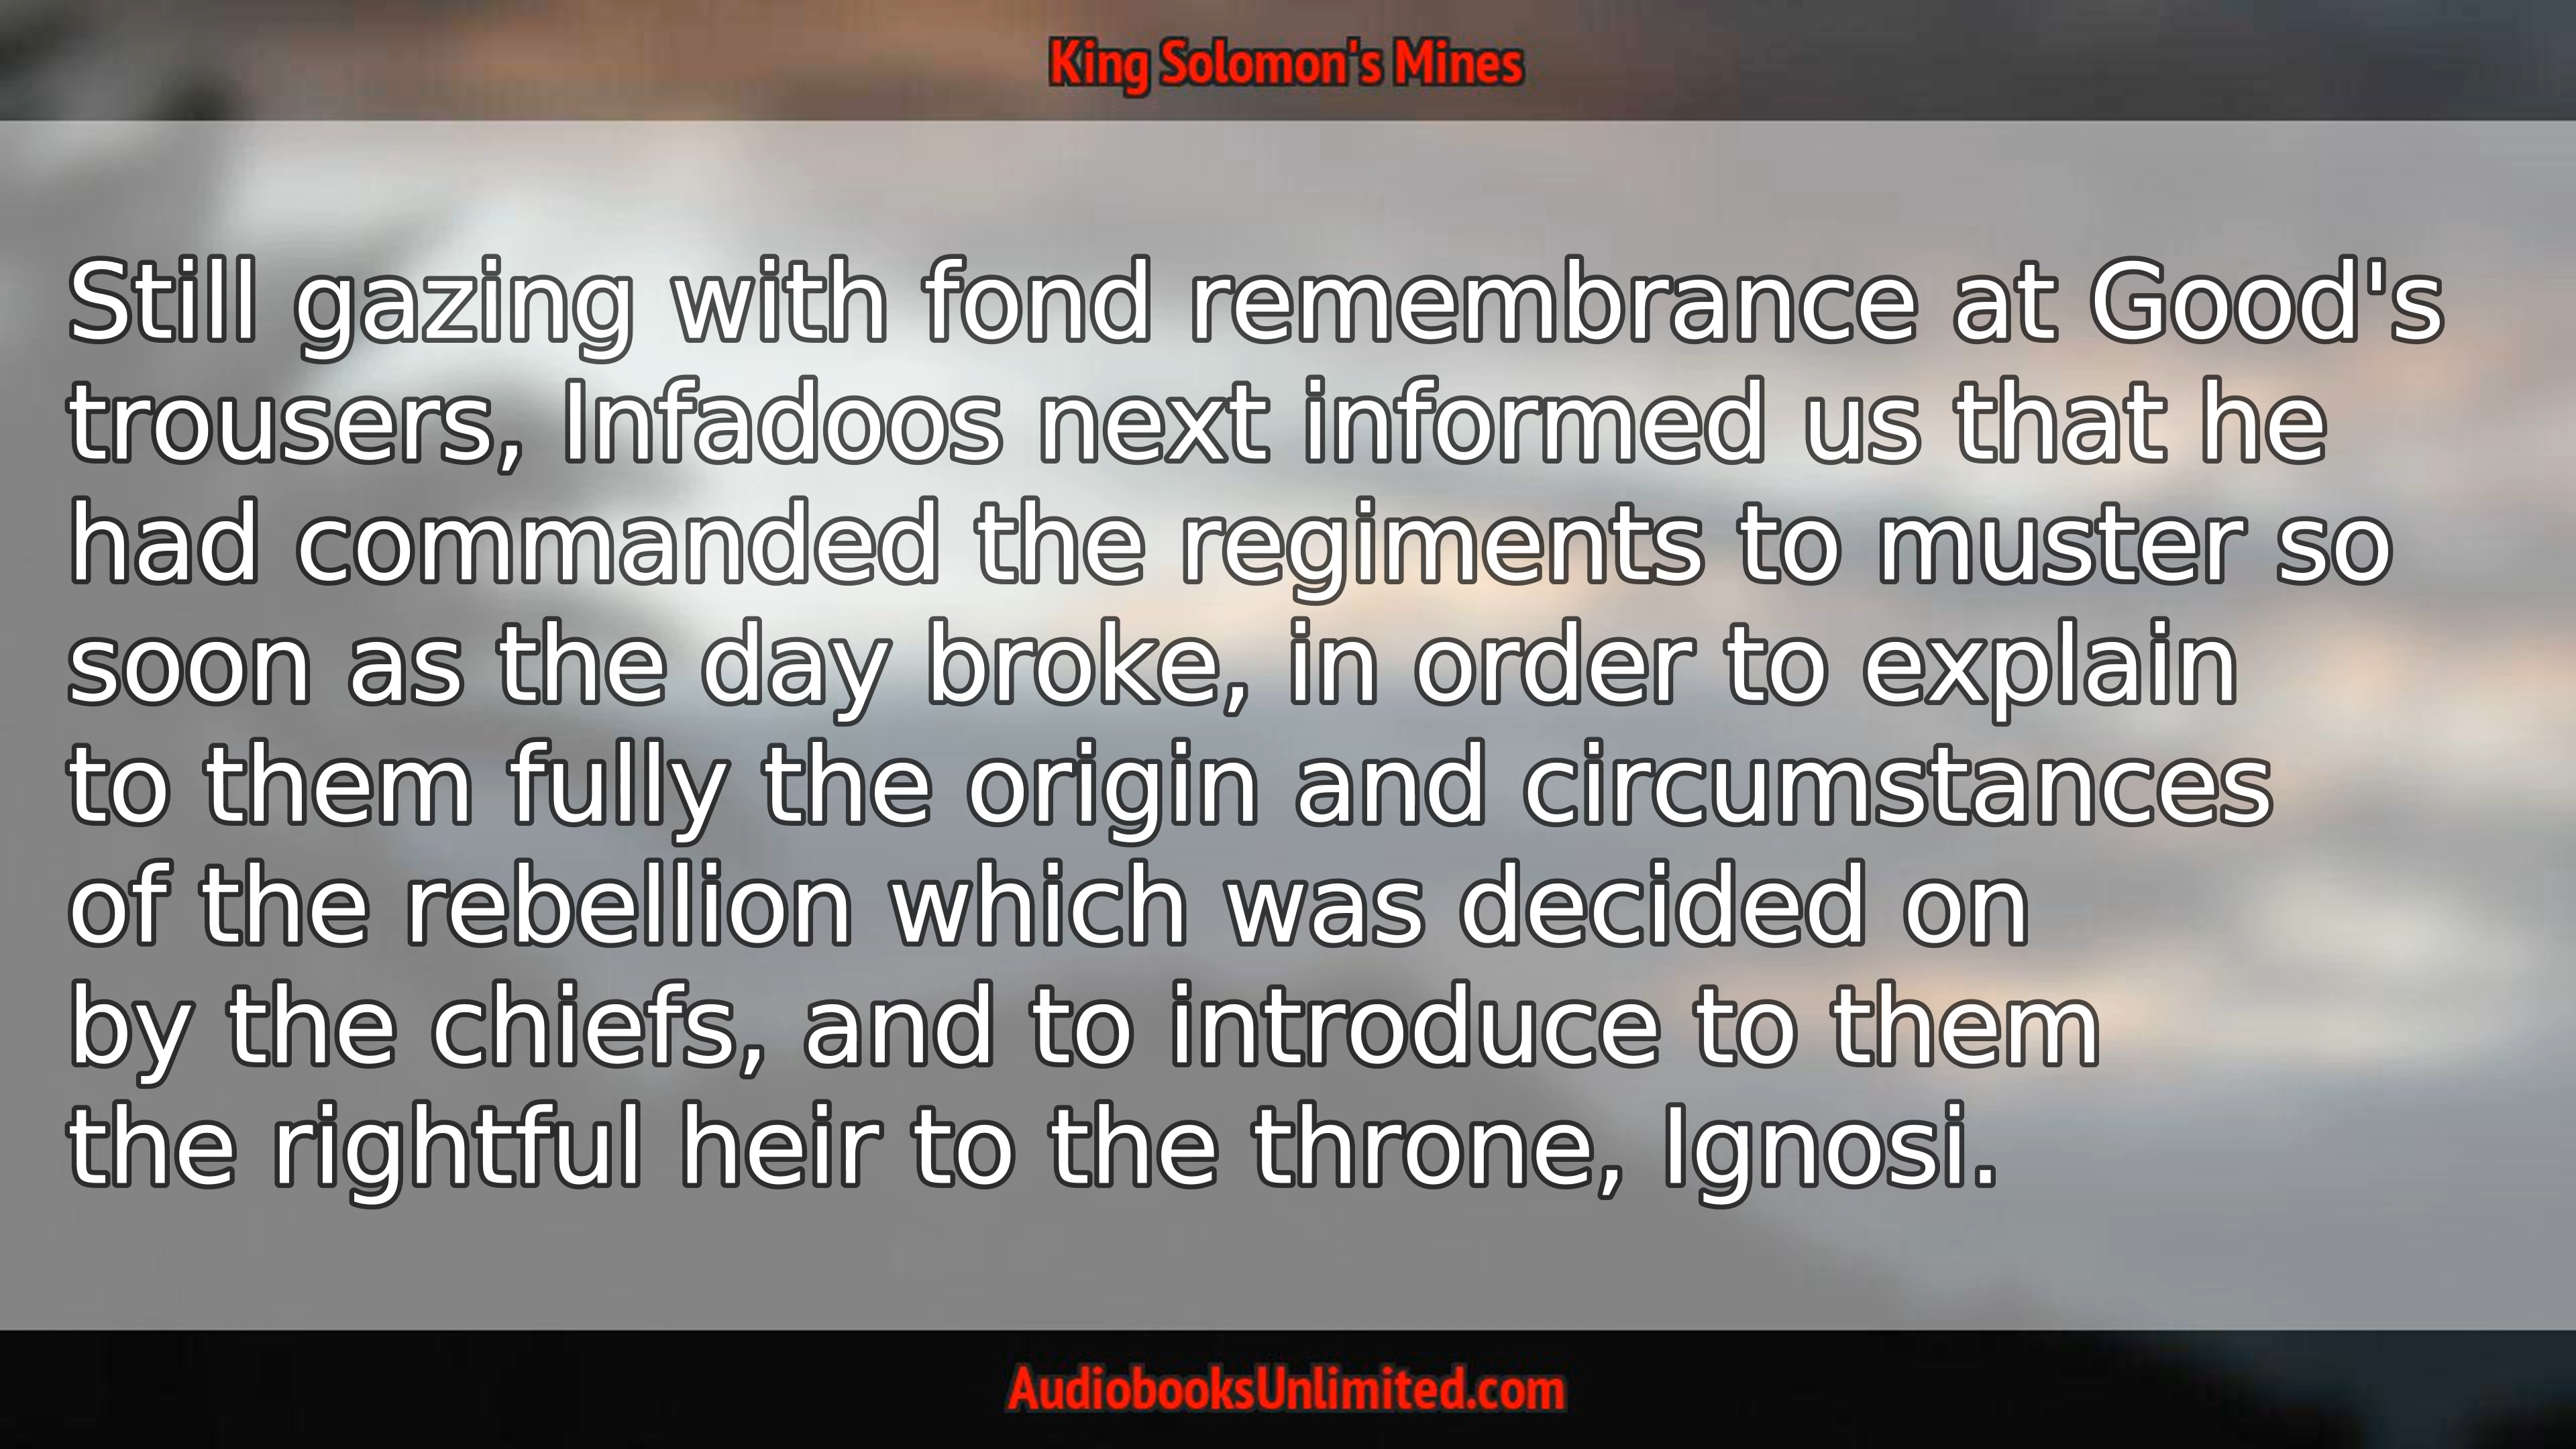 King Solomon's Mines
Still gazing with fond remembrance at Good's
trousers, Infadoos next informed us that he
had commanded the regiments to muster so
soon as the day broke, in order to explain
to them fully the origin and circumstances
of the rebellion which was decided on
by the chiefs, and to introduce to them
the rightful heir to the throne, Ignosi.
AudiobooksUnlimited.com